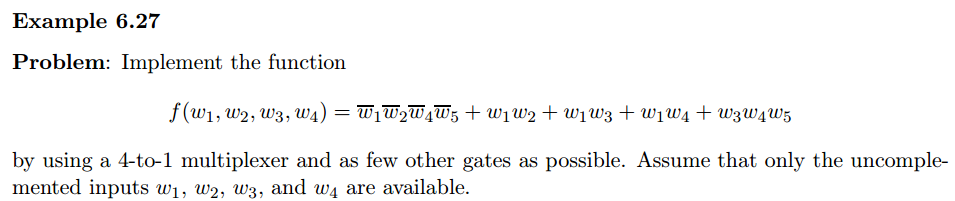 Example 6.27
Problem: Implement the function
f(w₁, w₂, w₃, w₄) = w̅₁w̅₂w̅₄w̅₅ + w₁w₂ + w₁w₃ + w₁w₄ + w₃w₄w₅
by using a 4-to-1 multiplexer and as few other gates as possible. Assume that only the uncomple-
mented inputs w₁, w₂, w₃, and w₄ are available.